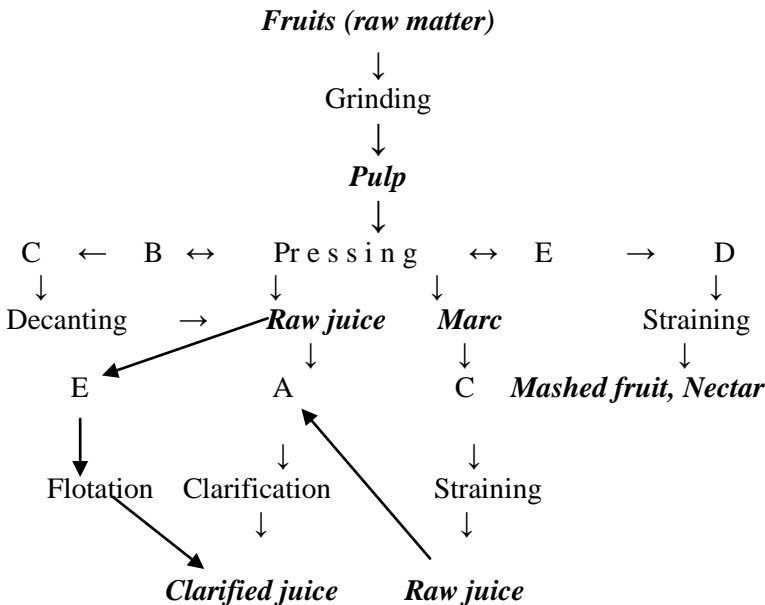 Fruits (raw matter)
↓
Grinding
↓
Pulp
↓
C ← B ↔ Pressing ↔ E → D
↓ ↓ ↓ ↓
Decanting → Raw juice Marc Straining
↓ ↓ ↓
E A C Mashed fruit, Nectar
↓ ↓
Flotation Clarification Straining
↓ ↓
Clarified juice Raw juice